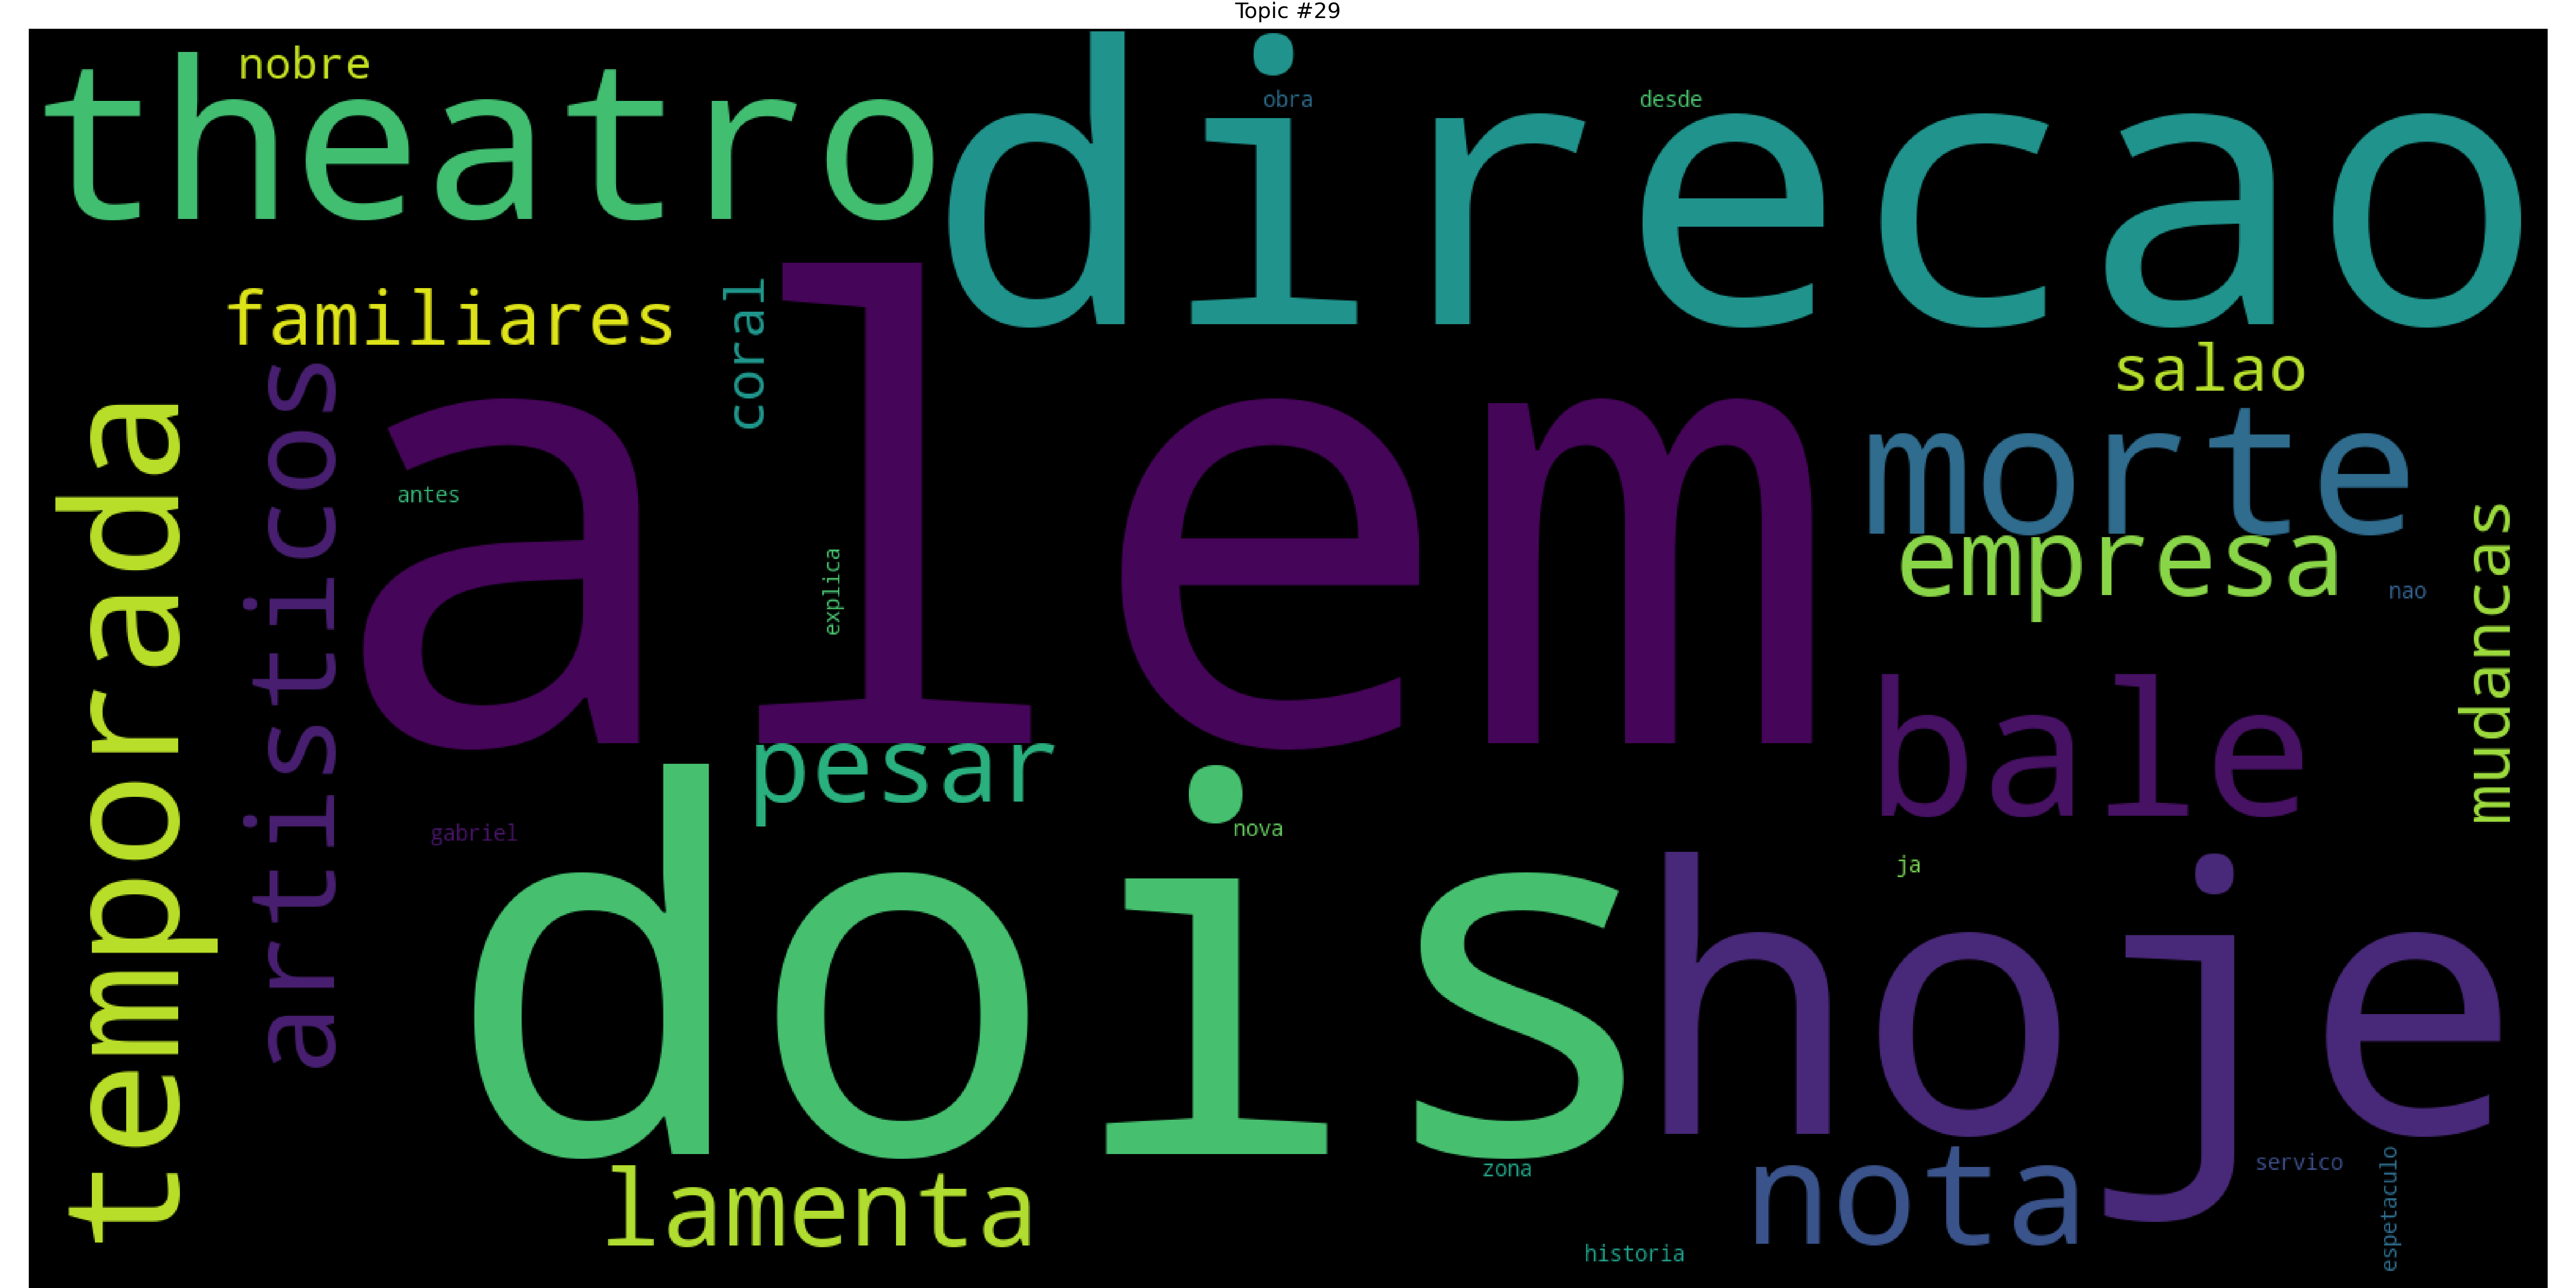 Topic #29
nobre
theatro
direcao
obra
desde
familiares
coral
salao
alem
morte
temporada
artisticos
antes
explica
empresa
nao
mudancas
bale
pesar
gabriel
nova
ja
dois
hoje
lamenta
zona
nota
servico
espetaculo
historia